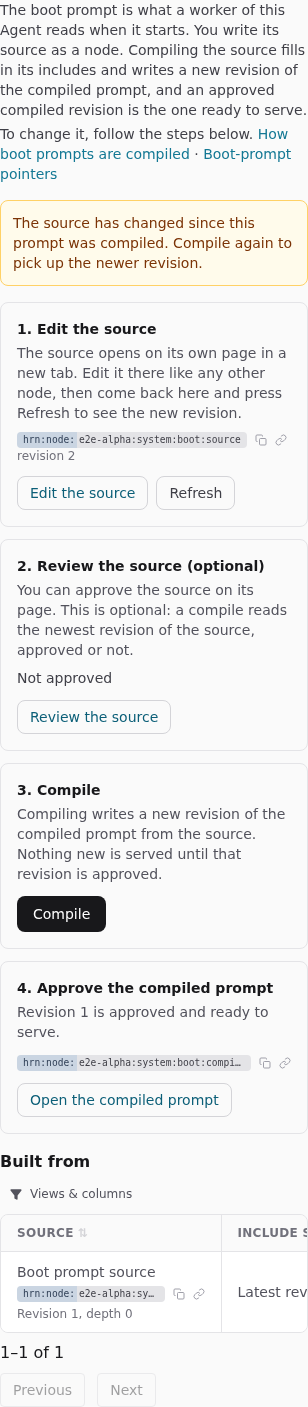 The boot prompt is what a worker of this
Agent reads when it starts. You write its
source as a node. Compiling the source fills
in its includes and writes a new revision of
the compiled prompt, and an approved
compiled revision is the one ready to serve.
To change it, follow the steps below. How
boot prompts are compiled · Boot-prompt
pointers
The source has changed since this
prompt was compiled. Compile again to
pick up the newer revision.
1. Edit the source
The source opens on its own page in a
new tab. Edit it there like any other
node, then come back here and press
Refresh to see the new revision.
hrn:node: e2e-alpha:system:boot:source
revision 2
Edit the source Refresh
2. Review the source (optional)
You can approve the source on its
page. This is optional: a compile reads
the newest revision of the source,
approved or not.
Not approved
Review the source
3. Compile
Compiling writes a new revision of the
compiled prompt from the source.
Nothing new is served until that
revision is approved.
Compile
4. Approve the compiled prompt
Revision 1 is approved and ready to
serve.
hrn:node: e2e-alpha:system:boot:compi…
Open the compiled prompt
Built from
Views & columns
SOURCE INCLUDE S
Boot prompt source
hrn:node: e2e-alpha:sy…
Latest rev
Revision 1, depth 0
1–1 of 1
Previous Next